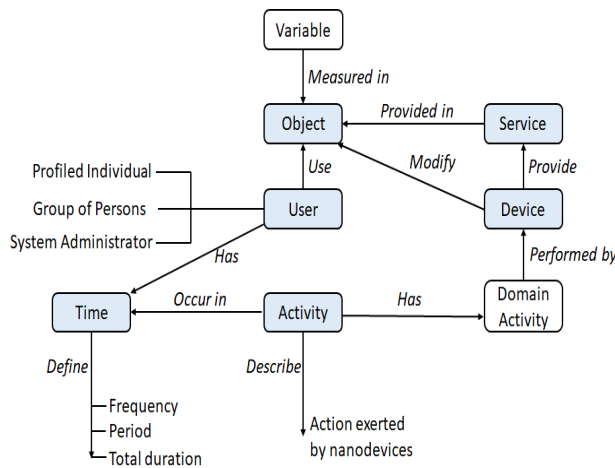 Variable
Measured in
Object
Provided in
Service
Profiled Individual
Use
Modify
Provide
Group of Persons
User
Device
System Administrator
Has
Performed by
Time
Occur in
Activity
Has
Domain
Activity
Define
Describe
Frequency
Period
Total duration
Action exerted
by nanodevices